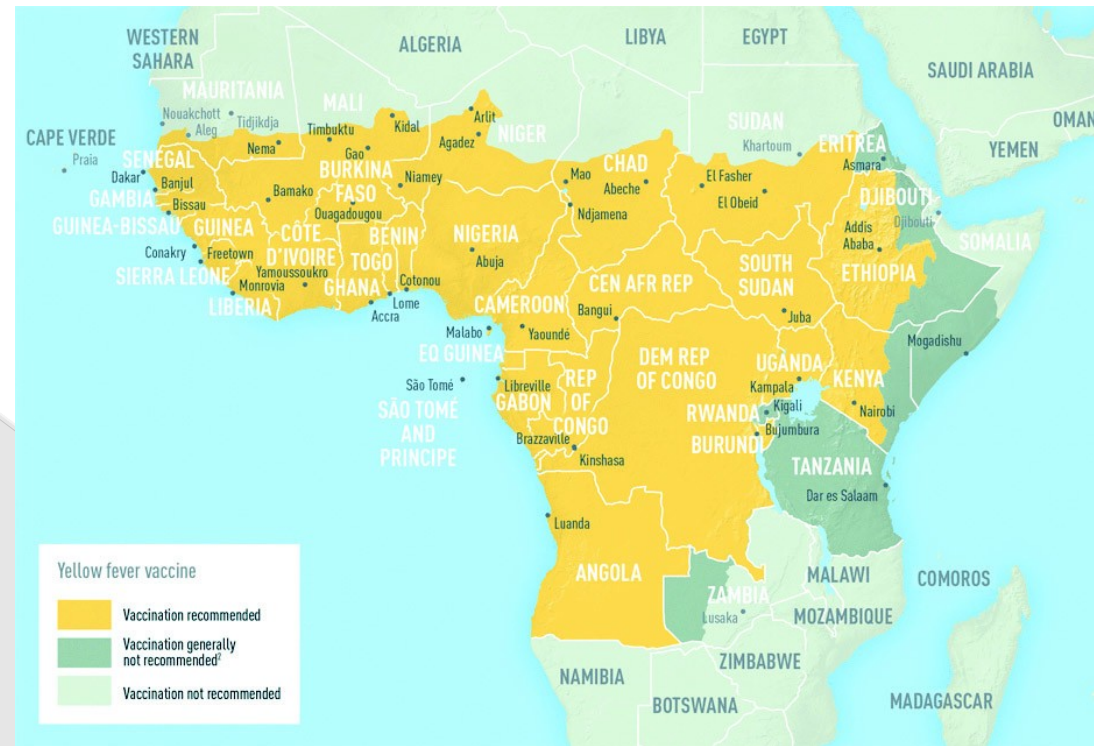 WESTERN
SAHARA
ALGERIA
LIBYA
EGYPT
SAUDI ARABIA
OMAN
YEMEN
MAURITANIA
Nouakchott
Tidjikdja
Aleg
MALI
Timbuktu
Kidal
Arlit
Agadez
NIGER
SUDAN
Khartoum
ERITREA
Asmara
CAPE VERDE
Praia
SENEGAL
Dakar
Nema
Gao
BURKINA
FASO
Niamey
CHAD
Mao
Abeche
El Fasher
El Obeid
Ndjamena
DJIBOUTI
Djibouti
GAMBIA
Banjul
Bamako
Bissau
Ouagadougou
GUINEA-BISSAU
GUINEA
CÔTE
D'IVOIRE
BENIN
NIGERIA
Abuja
Addis
Ababa
SOMALIA
ETHIOPIA
Conakry
Freetown
SIERRA LEONE
Yamoussoukro
Monrovia
LIBERIA
GHANA
TOGO
Cotonou
Lome
Accra
CAMEROON
CEN AFR REP
Bangui
SOUTH
SUDAN
Juba
Malabo
Yaoundé
EQ GUINEA
Mogadishu
São Tomé
SÃO TOMÉ
AND
PRINCIPE
Libreville
GABON
REP
OF
CONGO
DEM REP
OF CONGO
UGANDA
Kampala
KENYA
Nairobi
RWANDA
Kigali
Bujumbura
BURUNDI
Brazzaville
Kinshasa
TANZANIA
Dar es Salaam
Luanda
ANGOLA
ZAMBIA
Lusaka
MALAWI
COMOROS
MOZAMBIQUE
ZIMBABWE
NAMIBIA
BOTSWANA
MADAGASCAR
Yellow fever vaccine
Vaccination recommended
Vaccination generally
not recommended²
Vaccination not recommended